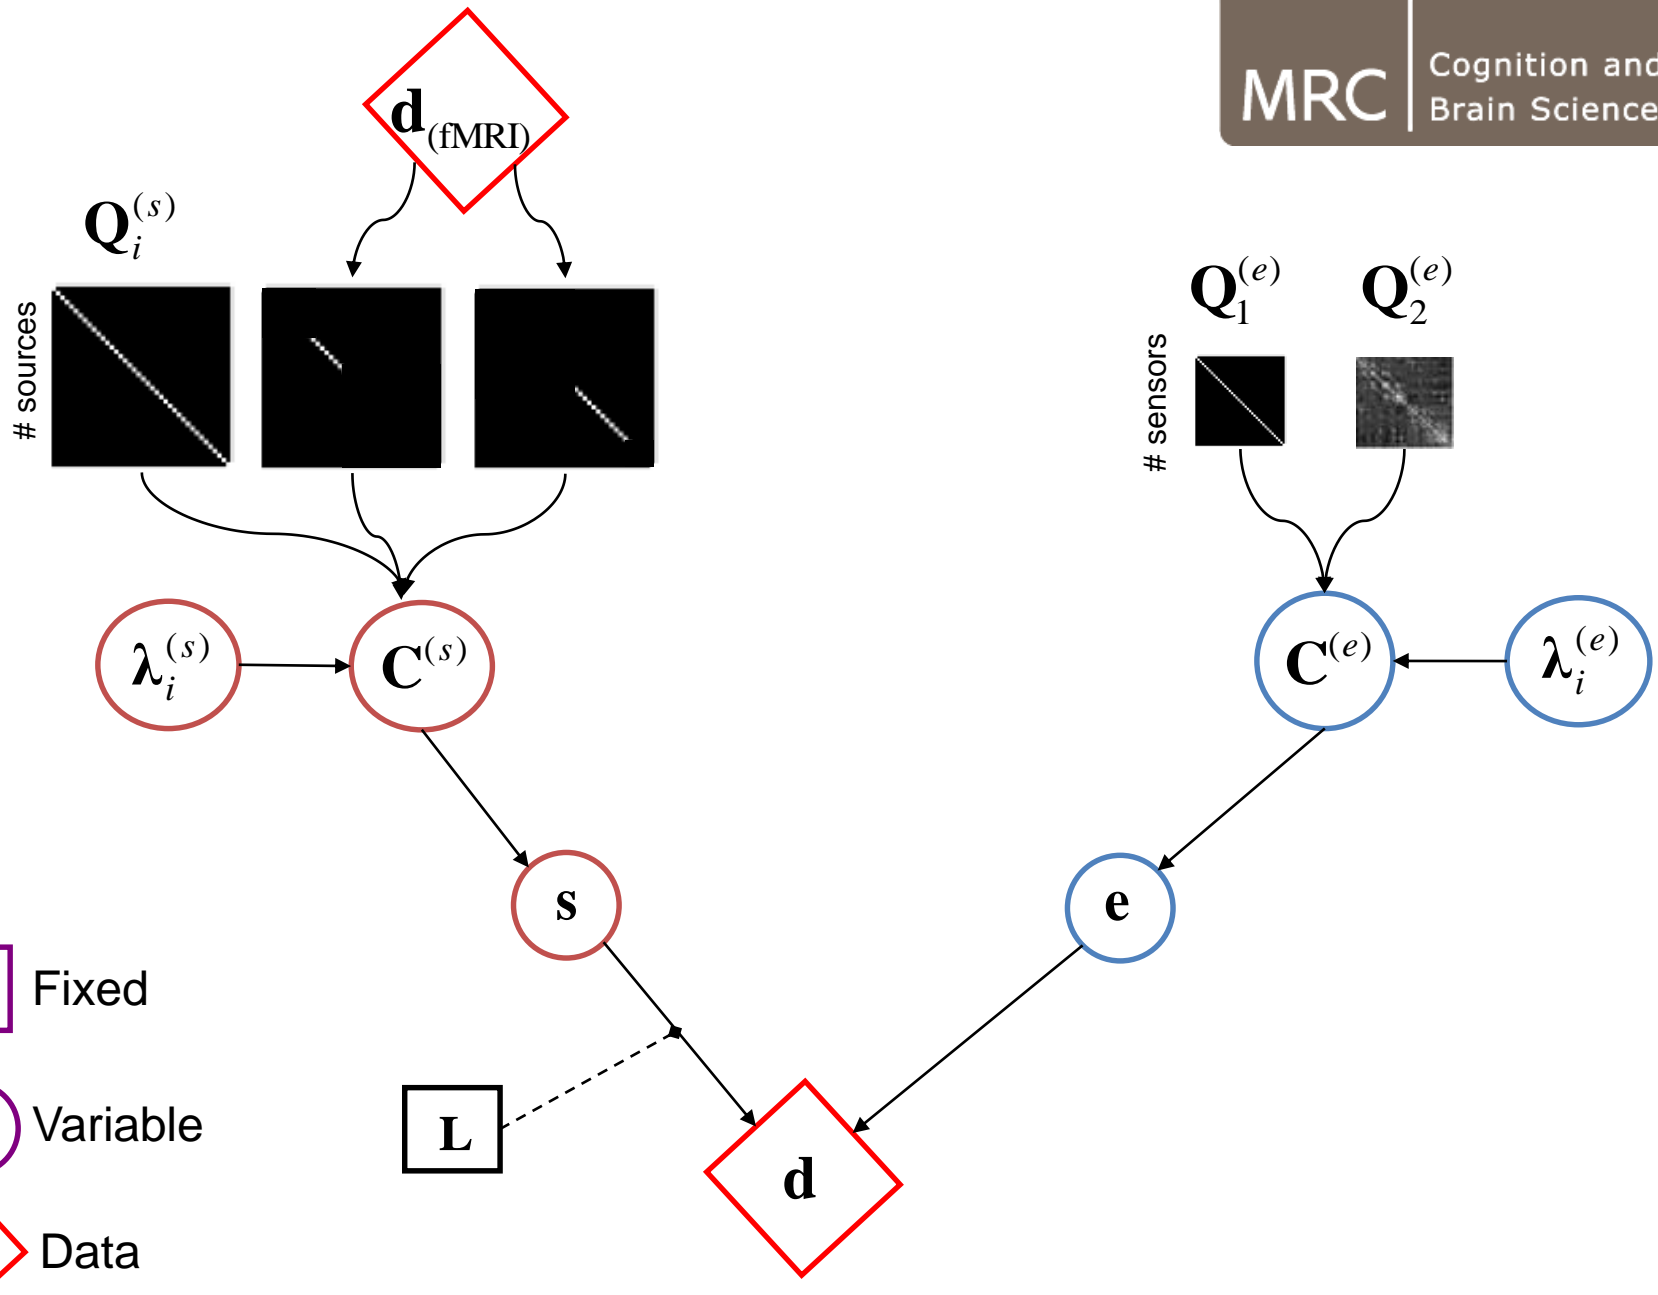 d(fMRI)
MRC
Cognition and
Brain Science
Q_i^(s)
# sources
Q_1^(e)
Q_2^(e)
# sensors
λ_i^(s)
C^(s)
C^(e)
λ_i^(e)
s
e
Fixed
L
Variable
d
Data